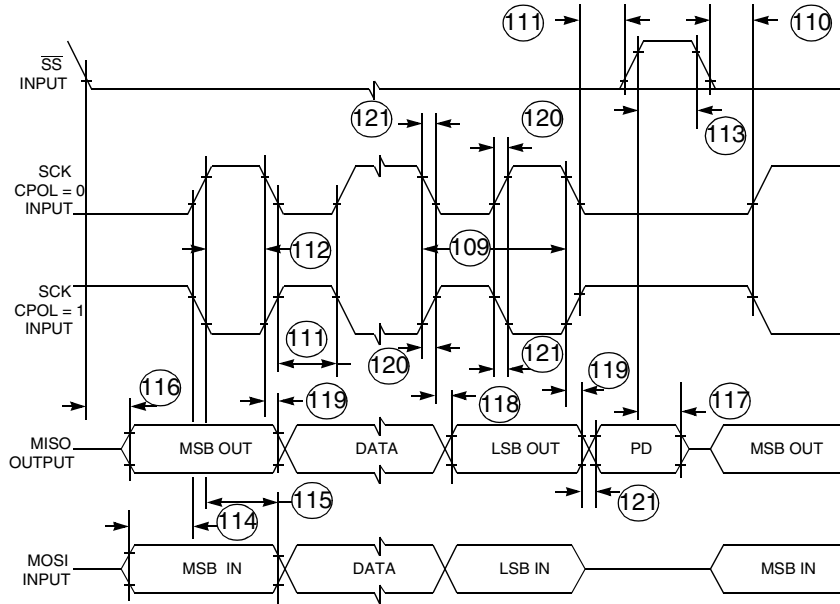 111
110
SS
INPUT
121
120
113
SCK
CPOL = 0
INPUT
112
109
SCK
CPOL = 1
INPUT
111
120
121
116
119
118
119
117
MISO
OUTPUT
MSB OUT
DATA
LSB OUT
PD
MSB OUT
115
121
114
MOSI
INPUT
MSB IN
DATA
LSB IN
MSB IN